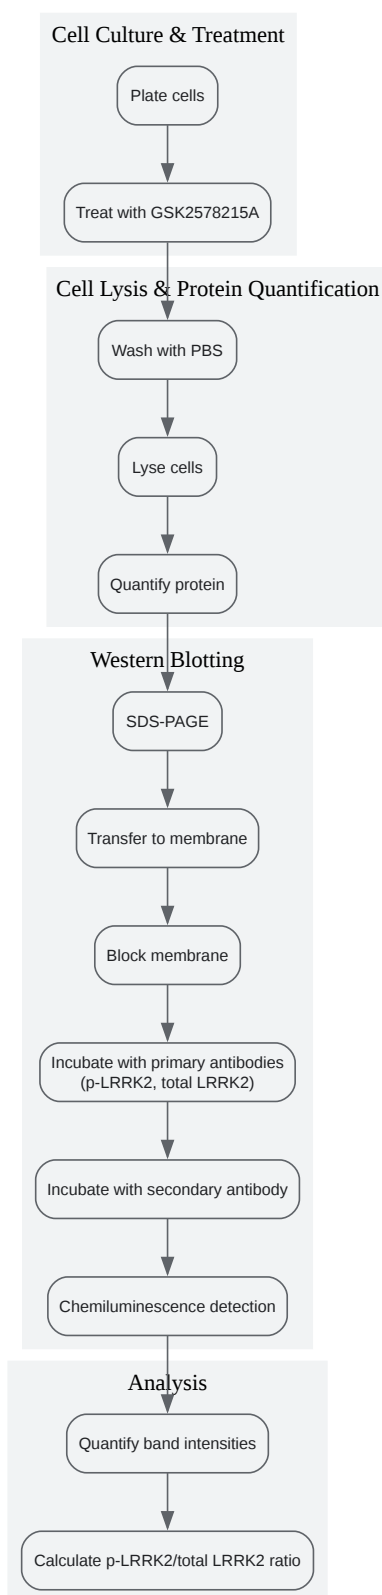 Cell Culture & Treatment
Plate cells
Treat with GSK2578215A
Cell Lysis & Protein Quantification
Wash with PBS
Lyse cells
Quantify protein
Western Blotting
SDS-PAGE
Transfer to membrane
Block membrane
Incubate with primary antibodies
(p-LRRK2, total LRRK2)
Incubate with secondary antibody
Chemiluminescence detection
Analysis
Quantify band intensities
Calculate p-LRRK2/total LRRK2 ratio